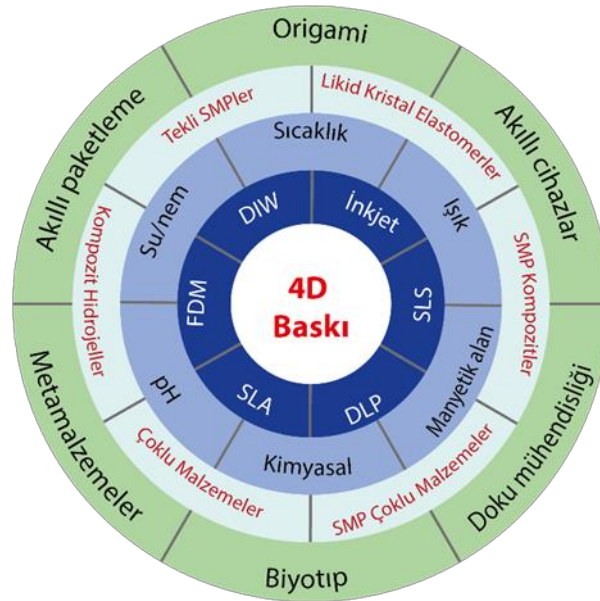 Origami
Akıllı cihazlar
Doku mühendisliği
Biyotıp
Metamalzemeler
Akıllı paketleme
Tekli SMPler
Likid Kristal Elastomerler
SMP Kompozitler
SMP Çoklu Malzemeler
Çoklu Malzemeler
Kompozit Hidrojeller
Sıcaklık
Işık
Manyetik alan
Kimyasal
pH
Su/nem
DIW
İnkjet
SLS
DLP
SLA
FDM
4D
Baskı